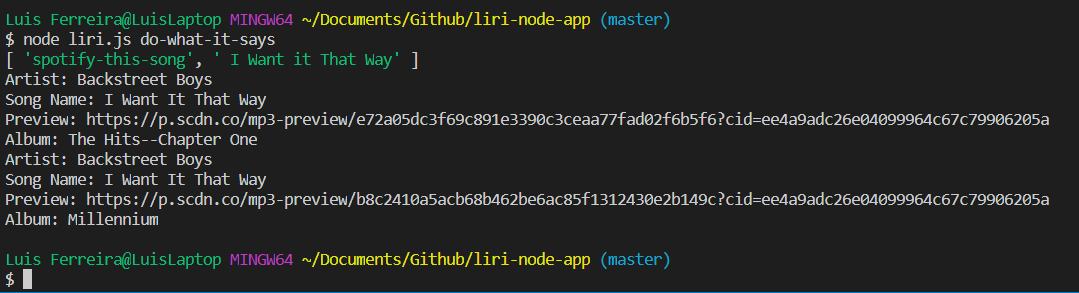 Luis Ferreira@LuisLaptop MINGW64 ~/Documents/Github/liri-node-app (master)
$ node liri.js do-what-it-says
[ 'spotify-this-song', ' I Want it That Way' ]
Artist: Backstreet Boys
Song Name: I Want It That Way
Preview: https://p.scdn.co/mp3-preview/e72a05dc3f69c891e3390c3ceaa77fad02f6b5f6?cid=ee4a9adc26e04099964c67c79906205a
Album: The Hits--Chapter One
Artist: Backstreet Boys
Song Name: I Want It That Way
Preview: https://p.scdn.co/mp3-preview/b8c2410a5acb68b462be6ac85f1312430e2b149c?cid=ee4a9adc26e04099964c67c79906205a
Album: Millennium
Luis Ferreira@LuisLaptop MINGW64 ~/Documents/Github/liri-node-app (master)
$